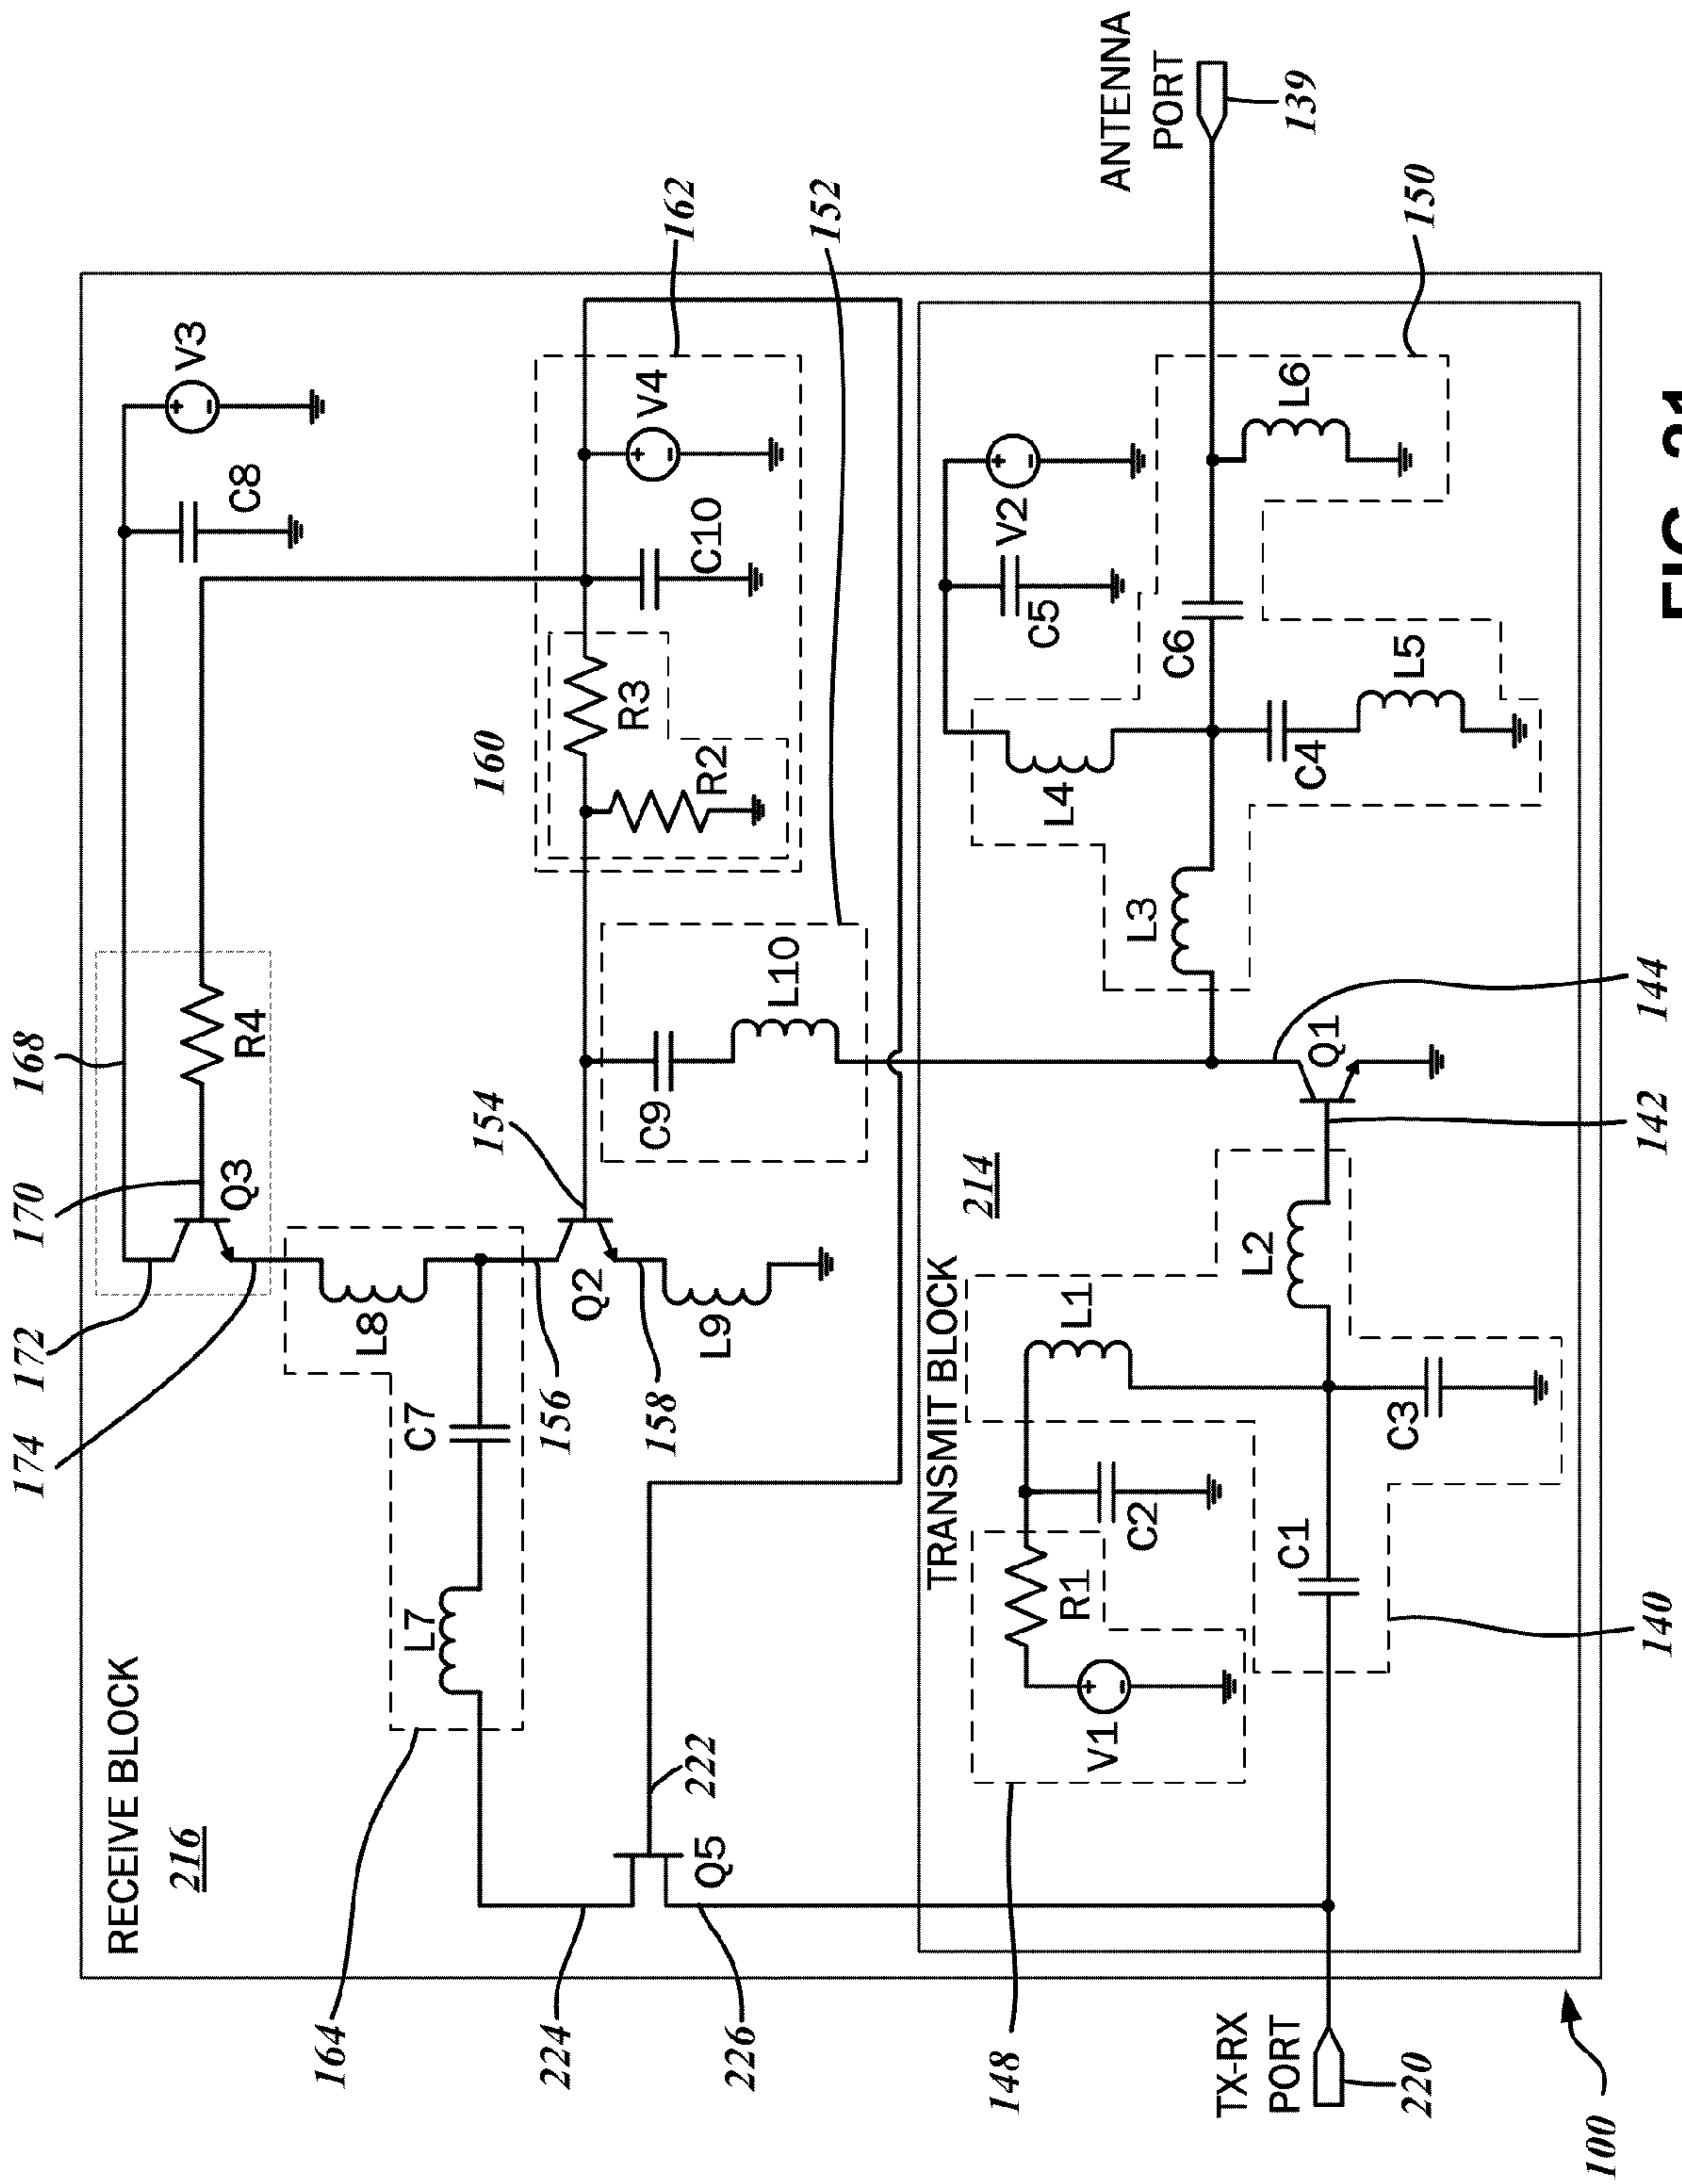 174
172
170
168
RECEIVE BLOCK
216
V3
C8
Q3
R4
164
L8
L7
C7
154
160
162
152
224
156
Q2
R3
V4
158
222
L9
R2
C10
226
Q5
C9
L10
TRANSMIT BLOCK
214
148
L1
L4
V2
C5
V1
R1
C2
L3
ANTENNA
PORT
C6
139
TX-RX
PORT
L2
C1
Q1
C4
L6
C3
L5
220
150
100
140
142
144